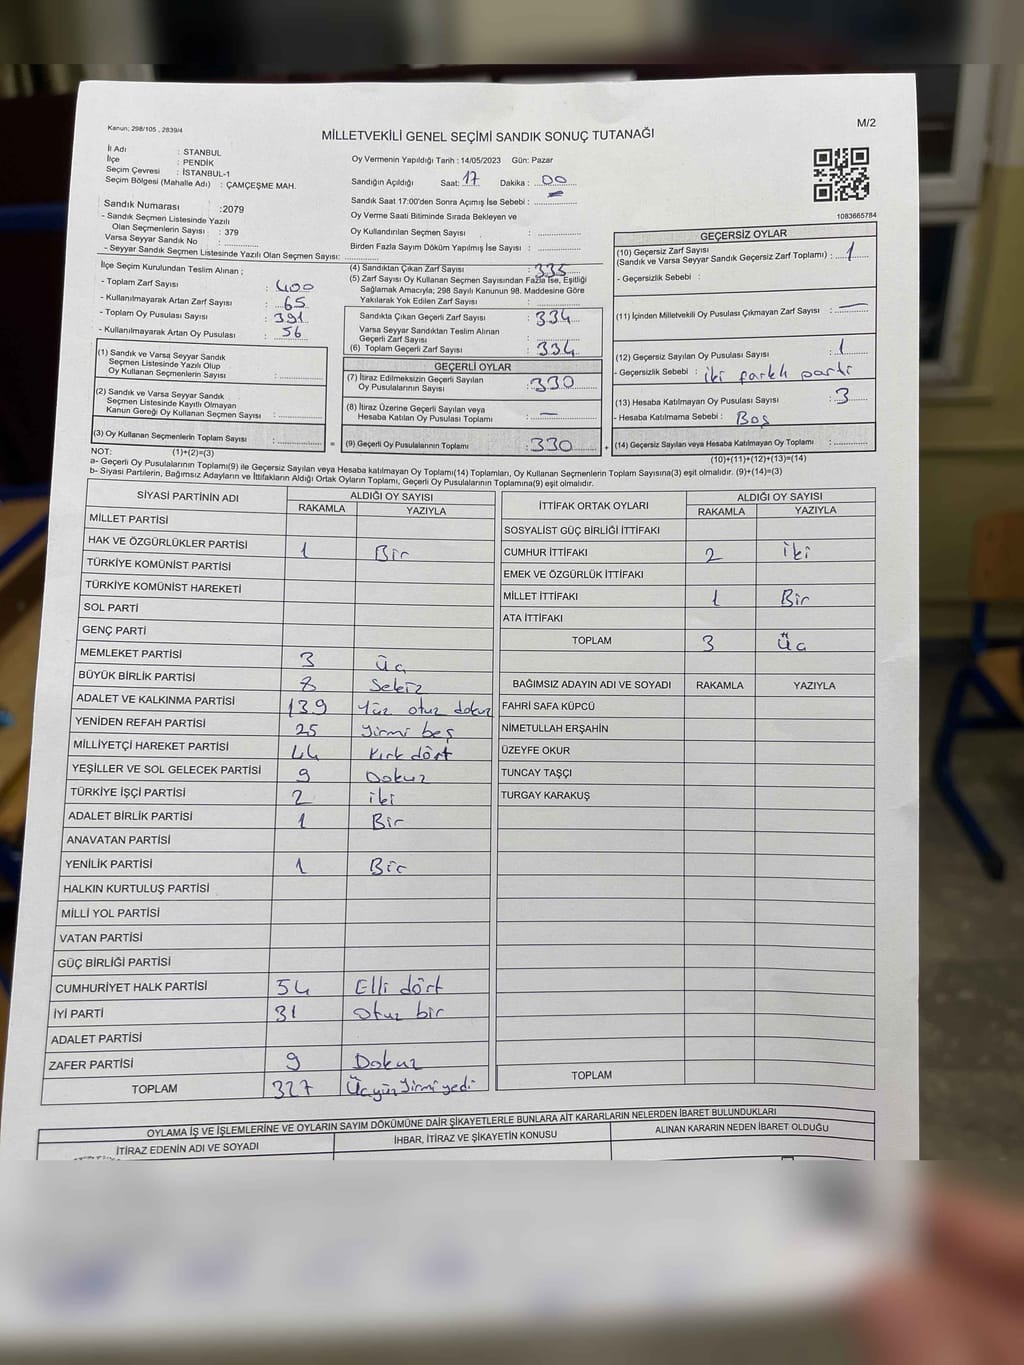 Kanun; 298/105 , 2839/4
M/2
MİLLETVEKİLİ GENEL SEÇİMİ SANDIK SONUÇ TUTANAĞI
İl Adı : STANBUL
İlçe : PENDİK
Seçim Çevresi : İSTANBUL-1
Seçim Bölgesi (Mahalle Adı) : ÇAMÇEŞME MAH.
Sandık Numarası :2079
- Sandık Seçmen Listesinde Yazılı
Olan Seçmenlerin Sayısı : 379
Varsa Seyyar Sandık No :
- Seyyar Sandık Seçmen Listesinde Yazılı Olan Seçmen Sayısı:
Oy Vermenin Yapıldığı Tarih : 14/05/2023 Gün: Pazar
Sandığın Açıldığı Saat: 17 Dakika : 00
Sandık Saat 17:00'den Sonra Açımış İse Sebebi :
Oy Verme Saati Bitiminde Sırada Bekleyen ve
Oy Kullandırılan Seçmen Sayısı :
Birden Fazla Sayım Döküm Yapılmış İse Sayısı :
1083665784
İlçe Seçim Kurulundan Teslim Alınan ;
- Toplam Zarf Sayısı : 400
- Kullanılmayarak Artan Zarf Sayısı : 65
- Toplam Oy Pusulası Sayısı : 391
- Kullanılmayarak Artan Oy Pusulası : 56
(1) Sandık ve Varsa Seyyar Sandık
Seçmen Listesinde Yazılı Olup
Oy Kullanan Seçmenlerin Sayısı :
(2) Sandık ve Varsa Seyyar Sandık
Seçmen Listesinde Kayıtlı Olmayan
Kanun Gereği Oy Kullanan Seçmen Sayısı :
(3) Oy Kullanan Seçmenlerin Toplam Sayısı :
(4) Sandıktan Çıkan Zarf Sayısı : 335
(5) Zarf Sayısı Oy Kullanan Seçmen Sayısından Fazla İse, Eşitliği
Sağlamak Amacıyla; 298 Sayılı Kanunun 98. Maddesine Göre
Yakılarak Yok Edilen Zarf Sayısı :
Sandıkta Çıkan Geçerli Zarf Sayısı : 334
Varsa Seyyar Sandıktan Teslim Alınan
Geçerli Zarf Sayısı :
(6) Toplam Geçerli Zarf Sayısı : 334
GEÇERLİ OYLAR
(7) İtiraz Edilmeksizin Geçerli Sayılan
Oy Pusulalarının Sayısı : 330
(8) İtiraz Üzerine Geçerli Sayılan veya
Hesaba Katılan Oy Pusulası Toplamı : —
= (9) Geçerli Oy Pusulalarının Toplamı : 330 +
GEÇERSİZ OYLAR
(10) Geçersiz Zarf Sayısı
(Sandık ve Varsa Seyyar Sandık Geçersiz Zarf Toplamı) : 1
- Geçersizlik Sebebi :
(11) İçinden Milletvekili Oy Pusulası Çıkmayan Zarf Sayısı : —
(12) Geçersiz Sayılan Oy Pusulası Sayısı : 1
- Geçersizlik Sebebi : iki farklı parti
(13) Hesaba Katılmayan Oy Pusulası Sayısı : 3
- Hesaba Katılmama Sebebi : Boş
(14) Geçersiz Sayılan veya Hesaba Katılmayan Oy Toplamı :
NOT: (1)+(2)=(3) (10)+(11)+(12)+(13)=(14)
a- Geçerli Oy Pusulalarının Toplamı(9) ile Geçersiz Sayılan veya Hesaba katılmayan Oy Toplamı(14) Toplamları, Oy Kullanan Seçmenlerin Toplam Sayısına(3) eşit olmalıdır. (9)+(14)=(3)
b- Siyasi Partilerin, Bağımsız Adayların ve İttifakların Aldığı Ortak Oyların Toplamı, Geçerli Oy Pusulalarının Toplamına(9) eşit olmalıdır.
SİYASİ PARTİNİN ADI ALDIĞI OY SAYISI
RAKAMLA YAZIYLA
MİLLET PARTİSİ
HAK VE ÖZGÜRLÜKLER PARTİSİ 1 Bir
TÜRKİYE KOMÜNİST PARTİSİ
TÜRKİYE KOMÜNİST HAREKETİ
SOL PARTİ
GENÇ PARTİ
MEMLEKET PARTİSİ 3 Üç
BÜYÜK BİRLİK PARTİSİ 8 Sekiz
ADALET VE KALKINMA PARTİSİ 139 Yüz otuz dokuz
YENİDEN REFAH PARTİSİ 25 Yirmi beş
MİLLİYETÇİ HAREKET PARTİSİ 44 Kırk dört
YEŞİLLER VE SOL GELECEK PARTİSİ 9 Dokuz
TÜRKİYE İŞÇİ PARTİSİ 2 iki
ADALET BİRLİK PARTİSİ 1 Bir
ANAVATAN PARTİSİ
YENİLİK PARTİSİ 1 Bir
HALKIN KURTULUŞ PARTİSİ
MİLLİ YOL PARTİSİ
VATAN PARTİSİ
GÜÇ BİRLİĞİ PARTİSİ
CUMHURİYET HALK PARTİSİ 54 Elli dört
İYİ PARTİ 31 Otuz bir
ADALET PARTİSİ
ZAFER PARTİSİ 9 Dokuz
TOPLAM 327 Üçyüzyirmiyedi
İTTİFAK ORTAK OYLARI ALDIĞI OY SAYISI
RAKAMLA YAZIYLA
SOSYALİST GÜÇ BİRLİĞİ İTTİFAKI
CUMHUR İTTİFAKI 2 iki
EMEK VE ÖZGÜRLÜK İTTİFAKI
MİLLET İTTİFAKI 1 Bir
ATA İTTİFAKI
TOPLAM 3 Üç
BAĞIMSIZ ADAYIN ADI VE SOYADI RAKAMLA YAZIYLA
FAHRİ SAFA KÜPCÜ
NİMETULLAH ERŞAHİN
ÜZEYFE OKUR
TUNCAY TAŞÇI
TURGAY KARAKUŞ
TOPLAM
OYLAMA İŞ VE İŞLEMLERİNE VE OYLARIN SAYIM DÖKÜMÜNE DAİR ŞİKAYETLERLE BUNLARA AİT KARARLARIN NELERDEN İBARET BULUNDUKLARI
İTİRAZ EDENİN ADI VE SOYADI İHBAR, İTİRAZ VE ŞİKAYETİN KONUSU ALINAN KARARIN NEDEN İBARET OLDUĞU